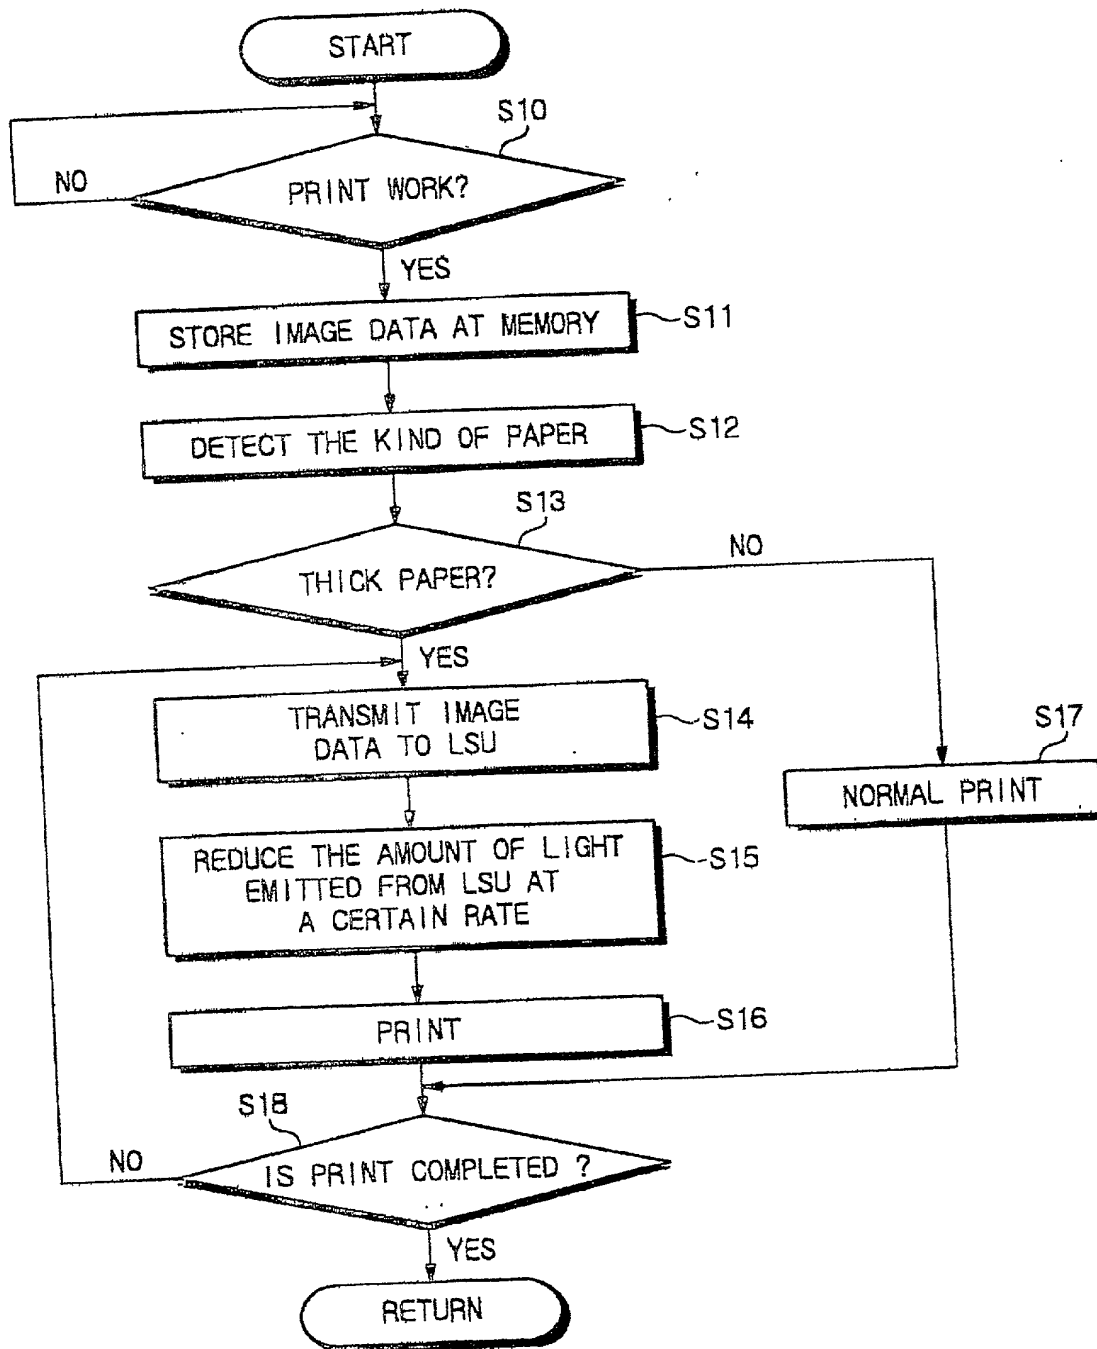 START
S10
NO
PRINT WORK?
YES
STORE IMAGE DATA AT MEMORY
S11
DETECT THE KIND OF PAPER
S12
S13
THICK PAPER?
NO
YES
TRANSMIT IMAGE
DATA TO LSU
S14
S17
NORMAL PRINT
REDUCE THE AMOUNT OF LIGHT
EMITTED FROM LSU AT
A CERTAIN RATE
S15
PRINT
S16
S18
NO
IS PRINT COMPLETED ?
YES
RETURN